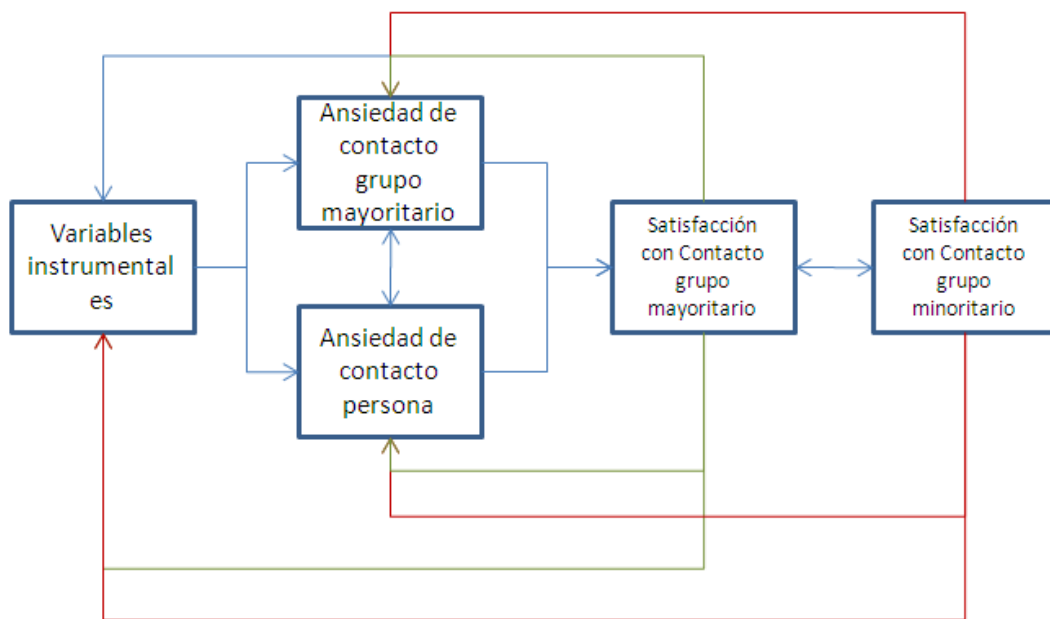 Ansiedad de
contacto
grupo
mayoritario
Variables
instrumental
es
Satisfacción
con Contacto
grupo
mayoritario
Satisfacción
con Contacto
grupo
minoritario
Ansiedad de
contacto
persona